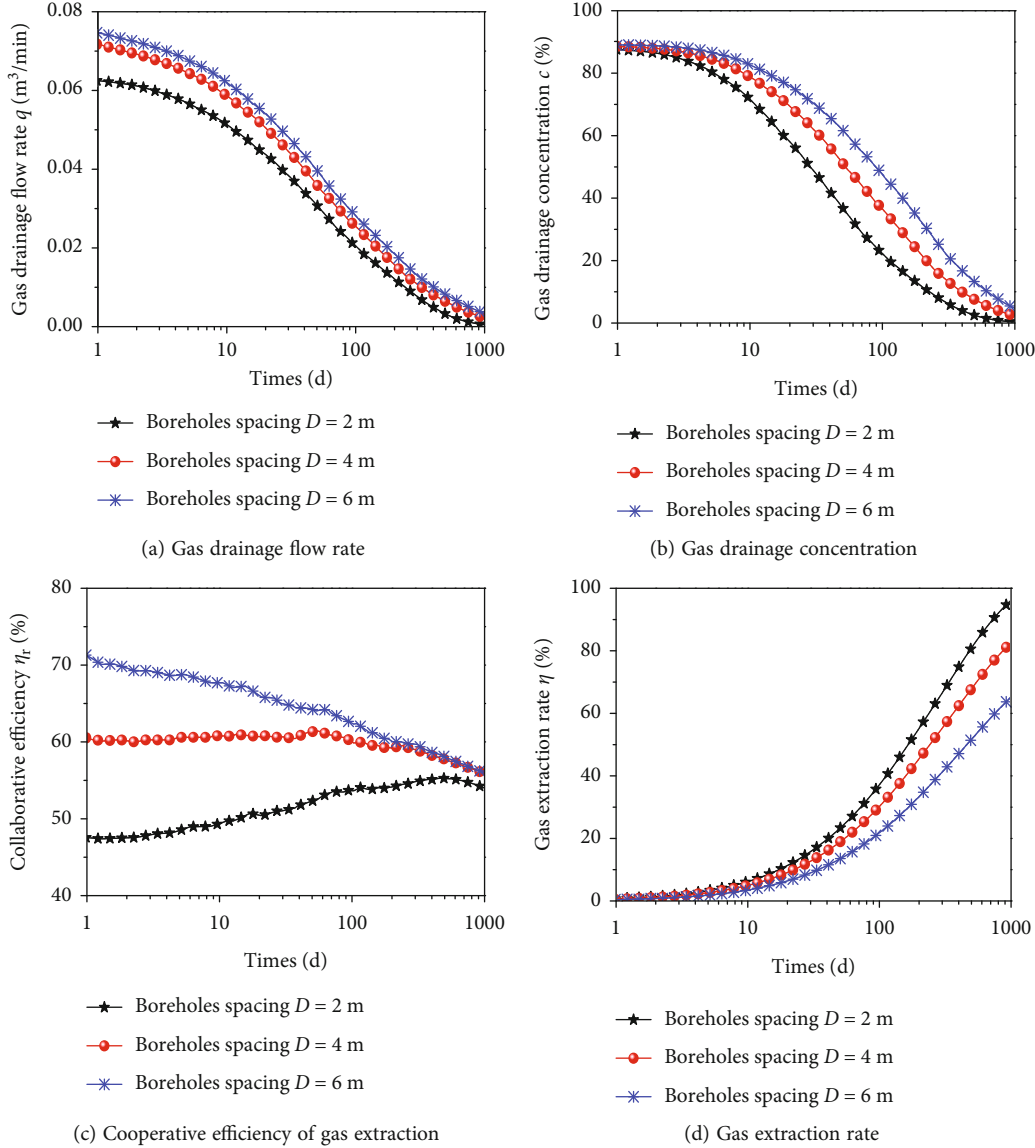 0.08
0.06
0.04
0.02
0.00
Gas drainage flow rate q (m³/min)
1 10 100 1000
Times (d)
Boreholes spacing D = 2 m
Boreholes spacing D = 4 m
Boreholes spacing D = 6 m
(a) Gas drainage flow rate
100
80
60
40
20
0
Gas drainage concentration c (%)
1 10 100 1000
Times (d)
Boreholes spacing D = 2 m
Boreholes spacing D = 4 m
Boreholes spacing D = 6 m
(b) Gas drainage concentration
80
70
60
50
40
Collaborative efficiency ηr (%)
1 10 100 1000
Times (d)
Boreholes spacing D = 2 m
Boreholes spacing D = 4 m
Boreholes spacing D = 6 m
(c) Cooperative efficiency of gas extraction
100
80
60
40
20
0
Gas extraction rate η (%)
1 10 100 1000
Times (d)
Boreholes spacing D = 2 m
Boreholes spacing D = 4 m
Boreholes spacing D = 6 m
(d) Gas extraction rate